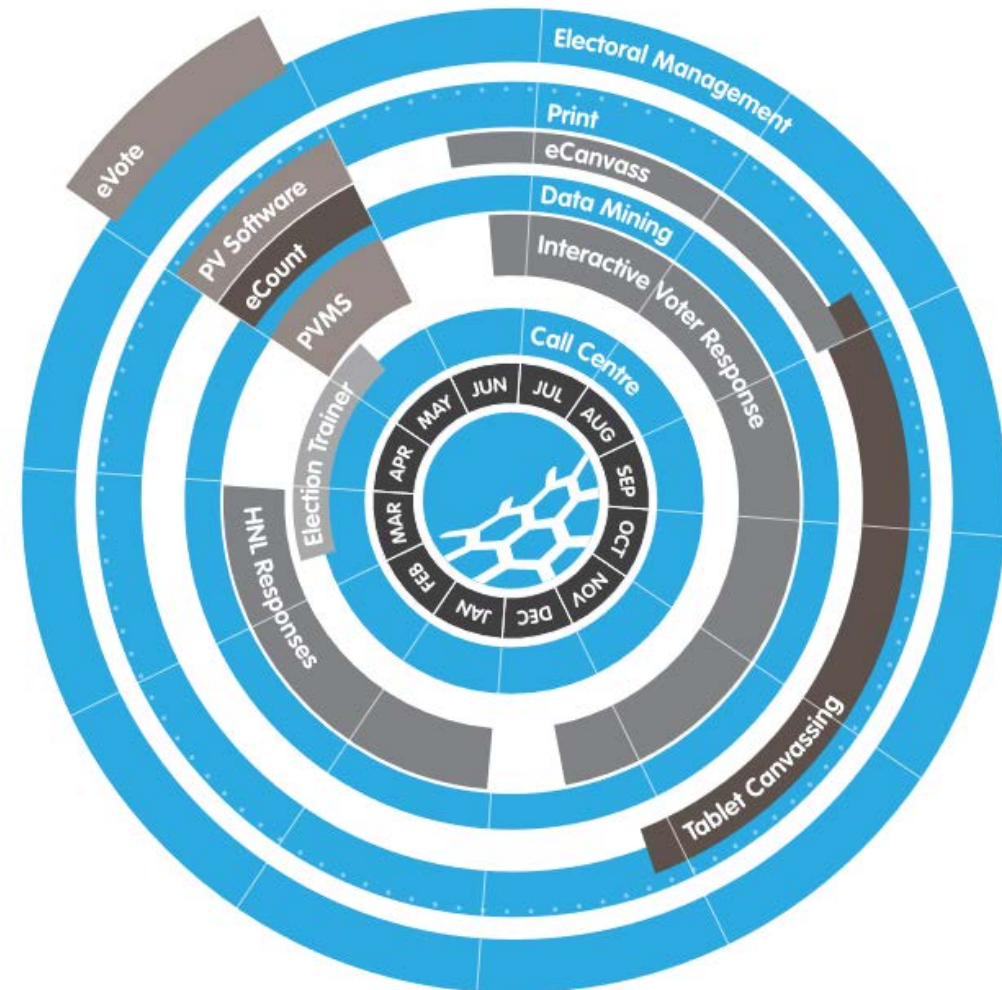 Electoral Management
Print
eCanvass
Data Mining
Interactive Voter Response
Call Centre
eVote
PV Software
eCount
PVMS
Election Trainer
HNL Responses
Tablet Canvassing
JAN
FEB
MAR
APR
MAY
JUN
JUL
AUG
SEP
OCT
NOV
DEC